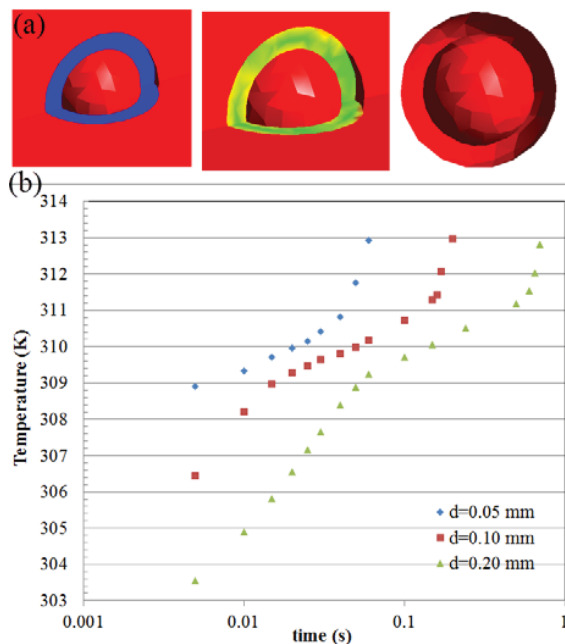 (a)
(b)
314
313
312
311
310
309
308
307
306
305
304
303
Temperature (K)
d=0.05 mm
d=0.10 mm
d=0.20 mm
0.001
0.01
0.1
1
time (s)